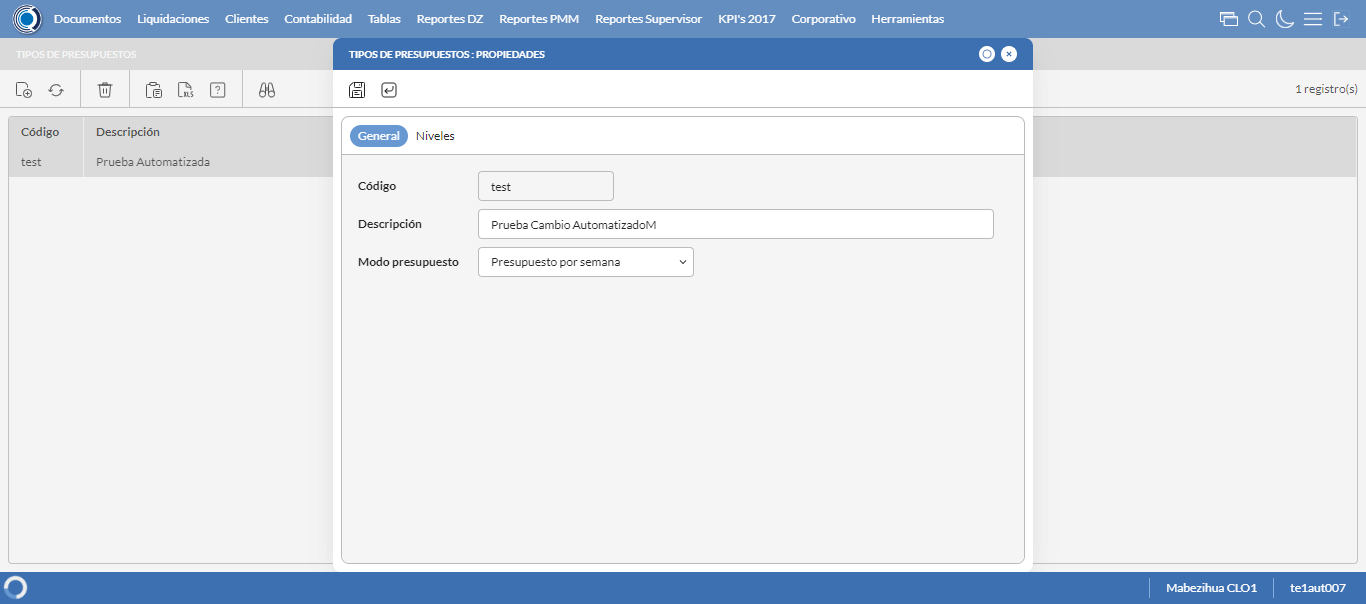 Documentos Liquidaciones Clientes Contabilidad Tablas Reportes DZ Reportes PMM Reportes Supervisor KPI's 2017 Corporativo Herramientas
TIPOS DE PRESUPUESTOS
TIPOS DE PRESUPUESTOS : PROPIEDADES
XLS ?
1 registro(s)
Código Descripción
test Prueba Automatizada
General Niveles
Código test
Descripción Prueba Cambio AutomatizadoM
Modo presupuesto Presupuesto por semana
Mabezihua CLO1 te1aut007